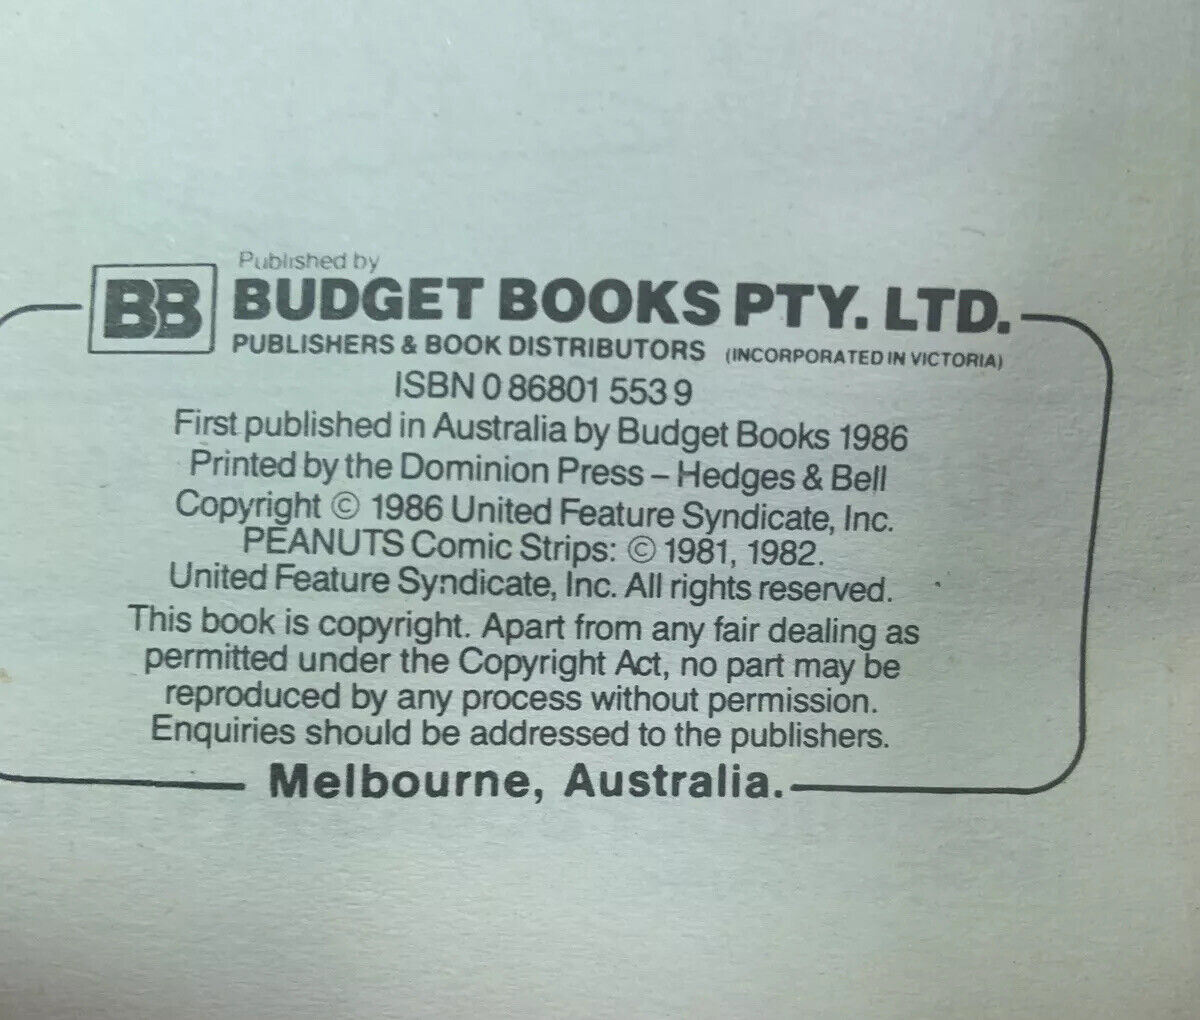 Published by
BB BUDGET BOOKS PTY. LTD.
PUBLISHERS & BOOK DISTRIBUTORS (INCORPORATED IN VICTORIA)
ISBN 0 86801 553 9
First published in Australia by Budget Books 1986
Printed by the Dominion Press – Hedges & Bell
Copyright © 1986 United Feature Syndicate, Inc.
PEANUTS Comic Strips: © 1981, 1982.
United Feature Syndicate, Inc. All rights reserved.
This book is copyright. Apart from any fair dealing as
permitted under the Copyright Act, no part may be
reproduced by any process without permission.
Enquiries should be addressed to the publishers.
Melbourne, Australia.